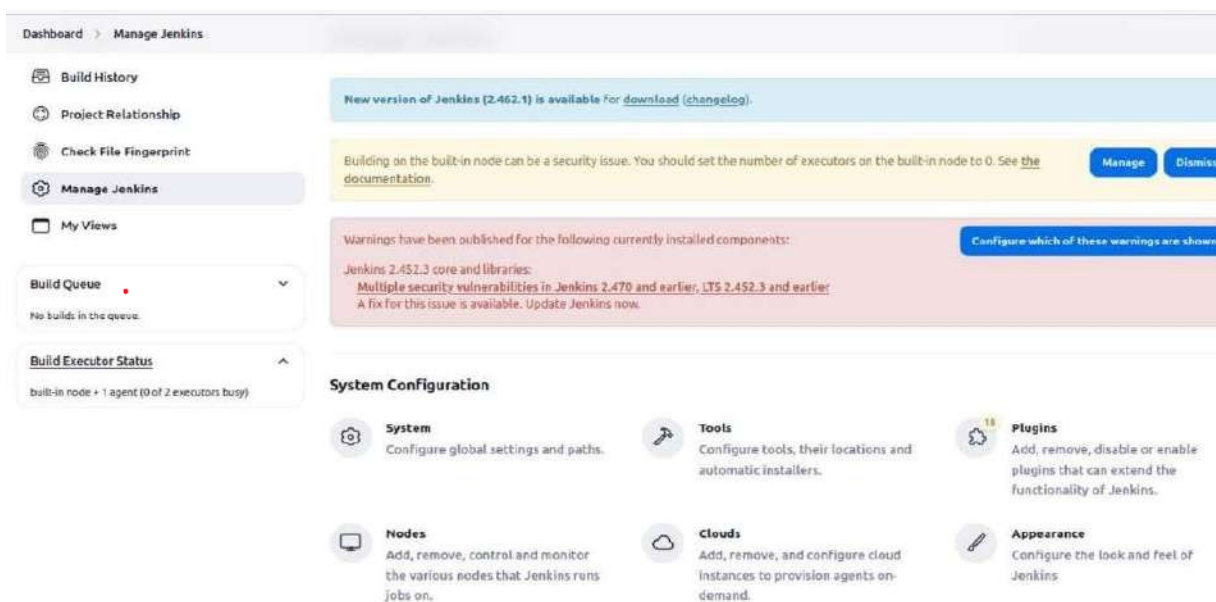 Dashboard > Manage Jenkins
Build History
Project Relationship
Check File Fingerprint
Manage Jenkins
My Views
Build Queue
No builds in the queue.
Build Executor Status
built-in node + 1 agent (0 of 2 executors busy)
New version of Jenkins (2.462.1) is available for download (changelog).
Building on the built-in node can be a security issue. You should set the number of executors on the built-in node to 0. See the
documentation.
Manage
Dismiss
Warnings have been published for the following currently installed components:
Configure which of these warnings are shown
Jenkins 2.452.3 core and libraries:
Multiple security vulnerabilities in Jenkins 2.470 and earlier, LTS 2.452.3 and earlier
A fix for this issue is available. Update Jenkins now.
System Configuration
System
Configure global settings and paths.
Tools
Configure tools, their locations and
automatic installers.
Plugins
Add, remove, disable or enable
plugins that can extend the
functionality of Jenkins.
Nodes
Add, remove, control and monitor
the various nodes that Jenkins runs
jobs on.
Clouds
Add, remove, and configure cloud
instances to provision agents on-
demand.
Appearance
Configure the look and feel of
Jenkins